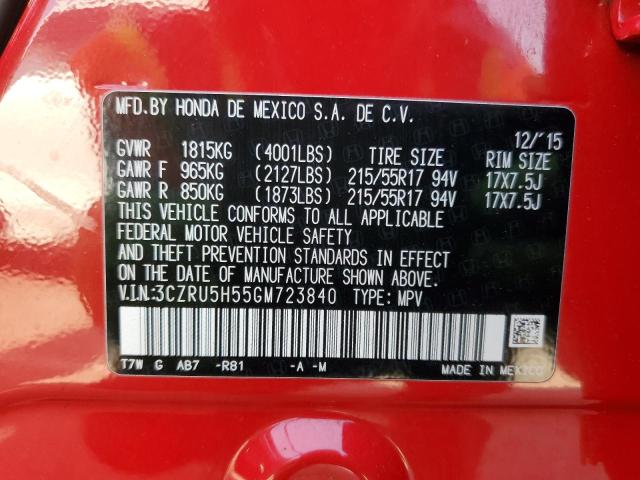 MFD.BY HONDA DE MEXICO S.A. DE C.V.
12/'15
GVWR 1815KG (4001LBS) TIRE SIZE RIM SIZE
GAWR F 965KG (2127LBS) 215/55R17 94V 17X7.5J
GAWR R 850KG (1873LBS) 215/55R17 94V 17X7.5J
THIS VEHICLE CONFORMS TO ALL APPLICABLE
FEDERAL MOTOR VEHICLE SAFETY
AND THEFT PREVENTION STANDARDS IN EFFECT
ON THE DATE OF MANUFACTURE SHOWN ABOVE.
V.I.N:3CZRU5H55GM723840 TYPE: MPV
T7W G AB7 -R81 -A -M MADE IN MEXICO